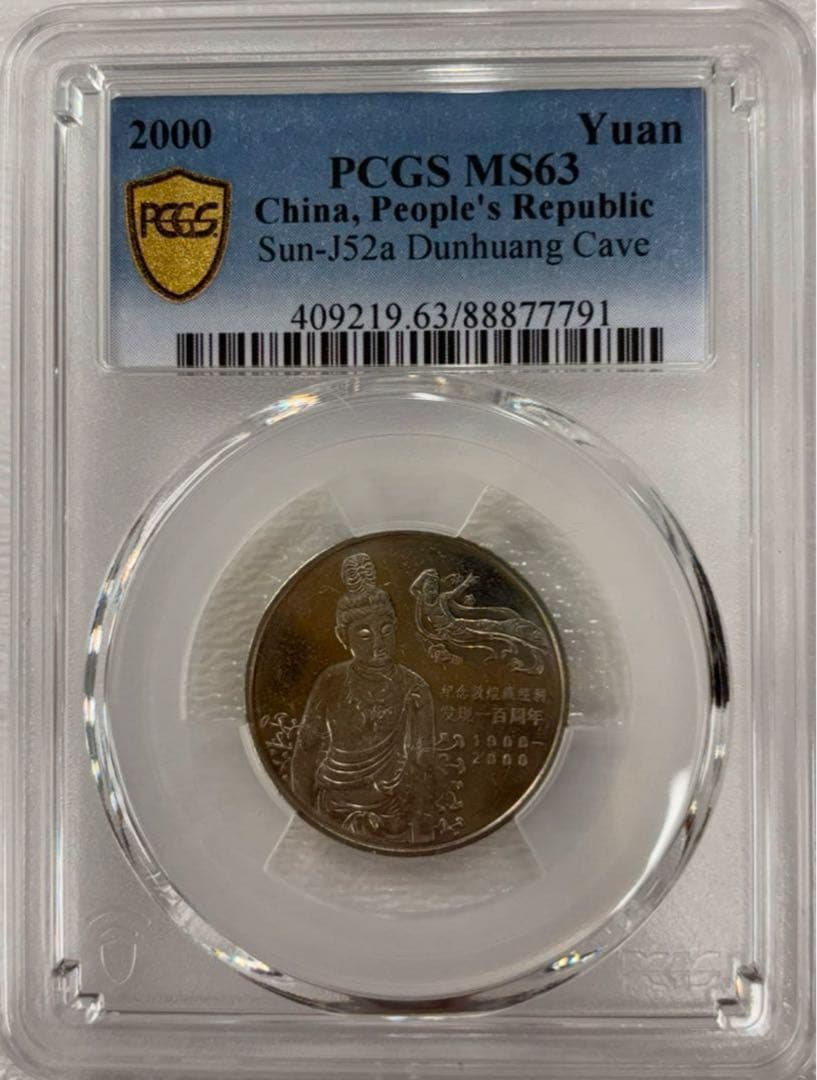 2000 Yuan
PCGS MS63
PCGS
China, People's Republic
Sun-J52a Dunhuang Cave
409219.63/88877791
纪念敦煌藏经洞
发现一百周年
1900-
2000
PCGS